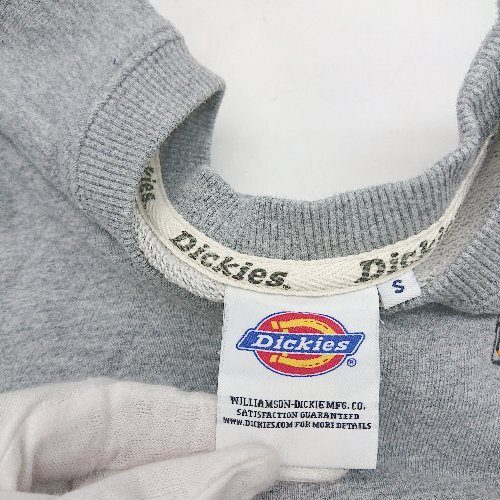 Dickies.
Dickies
S
Dickies®
WILLIAMSON-DICKIE MFG. CO.
SATISFACTION GUARANTEED
WWW.DICKIES.COM FOR MORE DETAILS